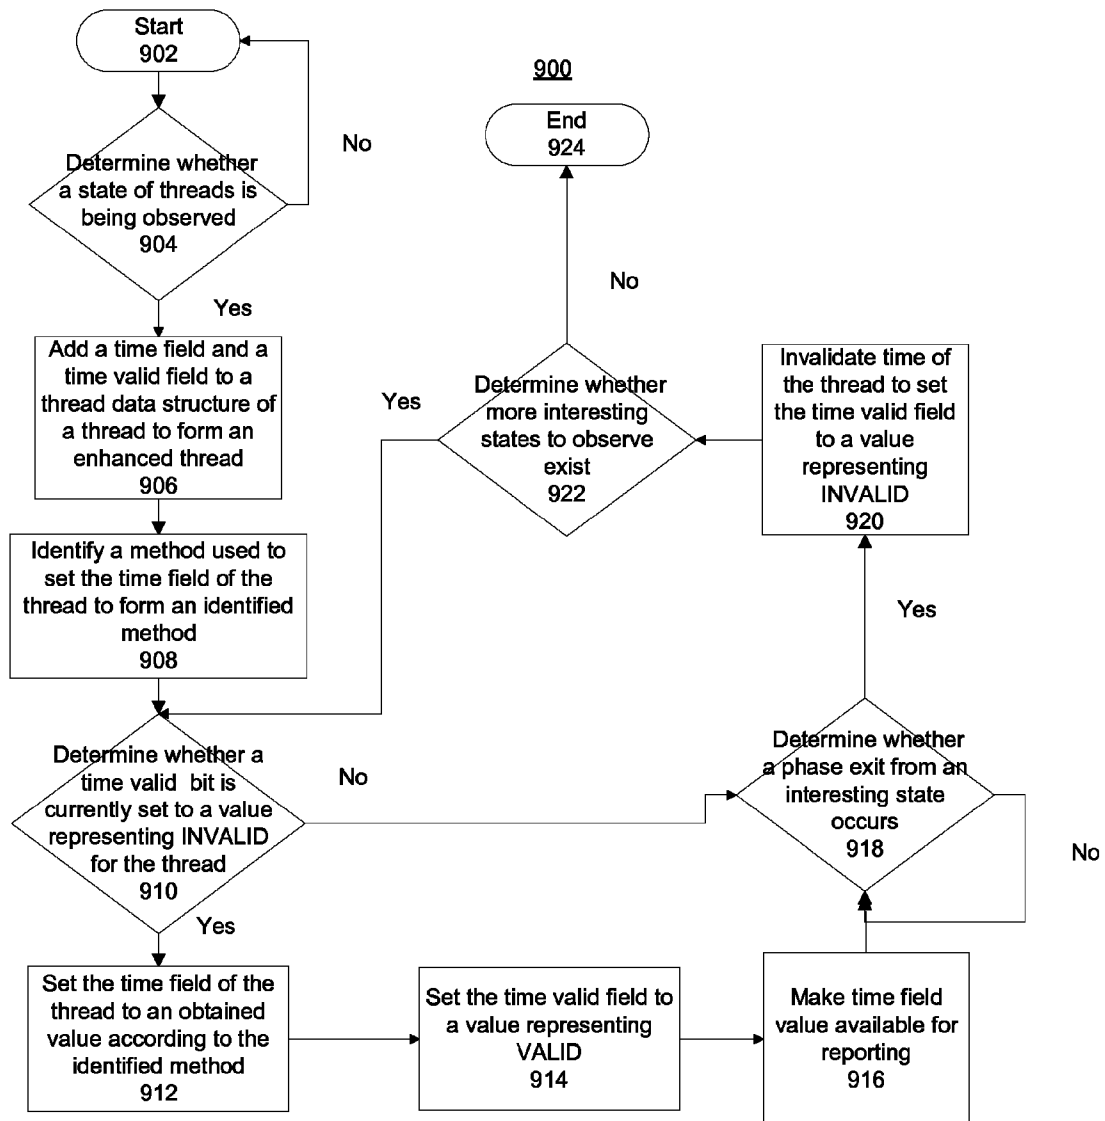 Start
902
900
End
924
No
Determine whether
a state of threads is
being observed
904
No
Yes
Add a time field and a
time valid field to a
thread data structure of
a thread to form an
enhanced thread
906
Yes
Determine whether
more interesting
states to observe
exist
922
Invalidate time of
the thread to set
the time valid field
to a value
representing
INVALID
920
Identify a method used to
set the time field of the
thread to form an identified
method
908
Yes
Determine whether a
time valid bit is
currently set to a value
representing INVALID
for the thread
910
No
Determine whether
a phase exit from an
interesting state
occurs
918
No
Yes
Set the time field of the
thread to an obtained
value according to the
identified method
912
Set the time valid field to
a value representing
VALID
914
Make time field
value available for
reporting
916